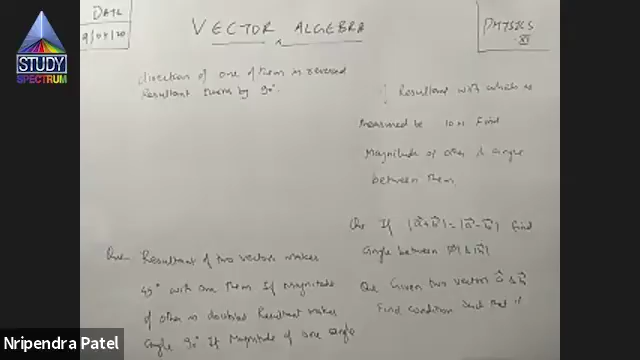 DATE
9/04/20
VECTOR ALGEBRA
PHYSICS
XI
STUDY
SPECTRUM
direction of one of them is reversed
Resultant turns by 90°.
Resultant with which is
measured be 10N Find
Magnitude of other & angle
between them.
Que If |a⃗+b⃗| = |a⃗-b⃗| Find
angle between |a⃗| & |b⃗|
Que Resultant of two vectors makes
45° with one them If Magnitude
of other is doubled Resultant makes
angle 90° If Magnitude of one angle
Que Given two vectors a⃗ & b⃗
Find condition such that if
Nripendra Patel